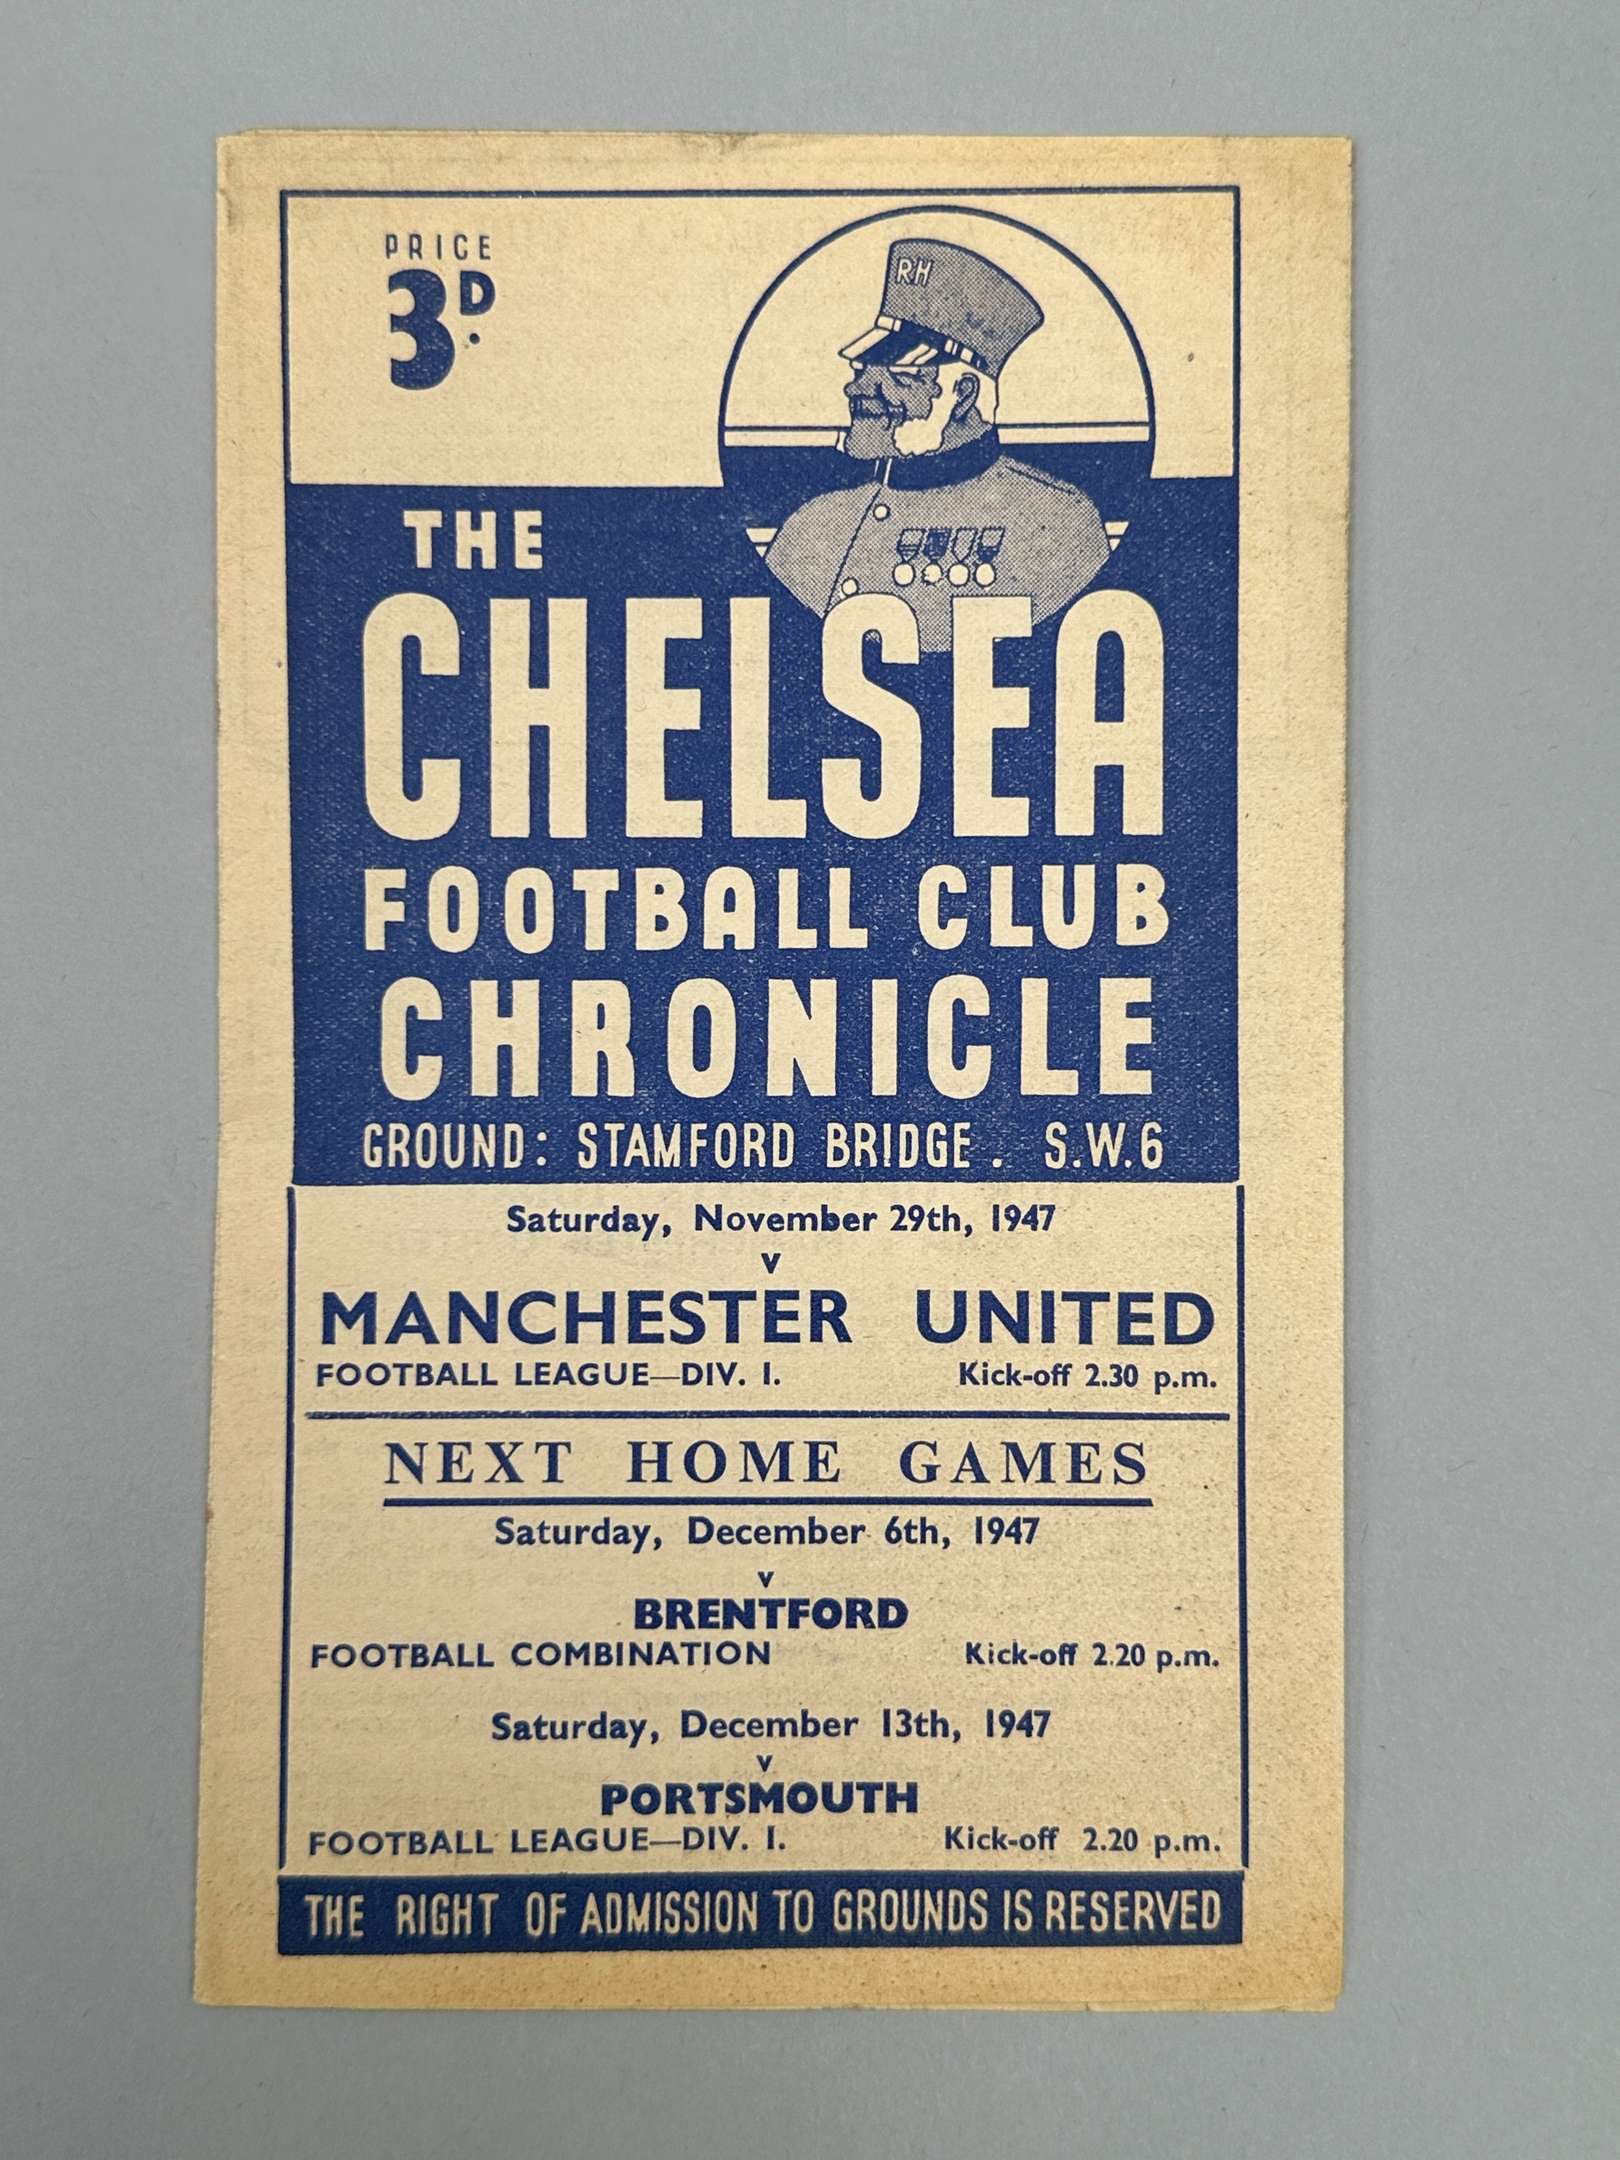 PRICE
3D.
RH
THE
CHELSEA
FOOTBALL CLUB
CHRONICLE
GROUND: STAMFORD BRIDGE. S.W.6
Saturday, November 29th, 1947
v
MANCHESTER UNITED
FOOTBALL LEAGUE—DIV. I. Kick-off 2.30 p.m.
NEXT HOME GAMES
Saturday, December 6th, 1947
v
BRENTFORD
FOOTBALL COMBINATION Kick-off 2.20 p.m.
Saturday, December 13th, 1947
v
PORTSMOUTH
FOOTBALL LEAGUE—DIV. I. Kick-off 2.20 p.m.
THE RIGHT OF ADMISSION TO GROUNDS IS RESERVED